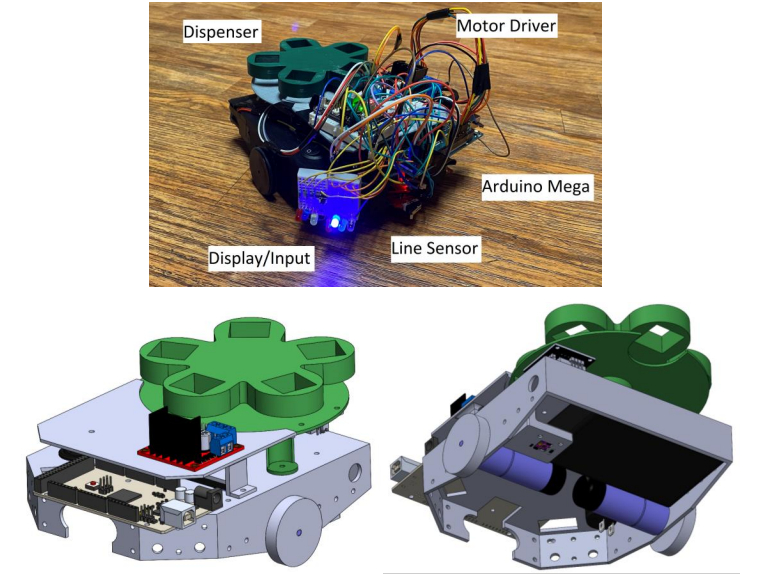 Dispenser
Motor Driver
Arduino Mega
Line Sensor
Display/Input